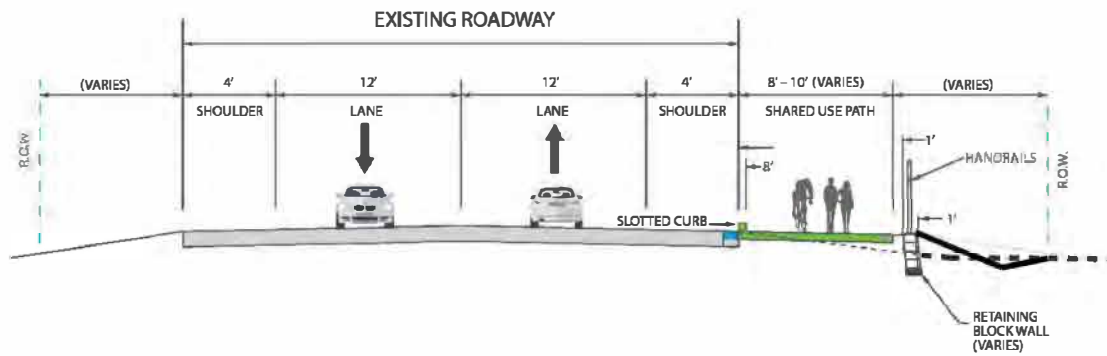 EXISTING ROADWAY
(VARIES)
4'
12'
12'
4'
8' – 10' (VARIES)
(VARIES)
SHOULDER
LANE
LANE
SHOULDER
SHARED USE PATH
R.O.W.
1'
HANDRAILS
R.O.W.
8'
SLOTTED CURB
1'
RETAINING
BLOCK WALL
(VARIES)